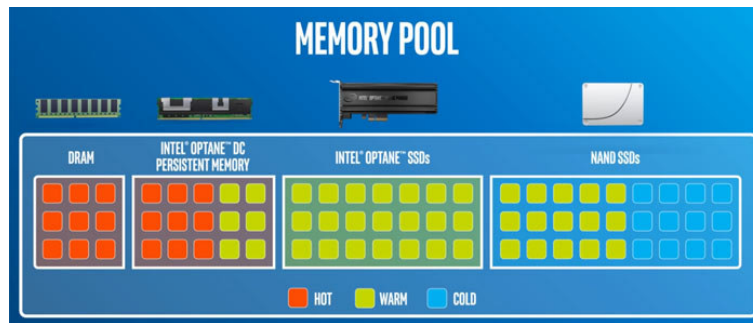 MEMORY POOL
DRAM
INTEL® OPTANE™ DC
PERSISTENT MEMORY
INTEL® OPTANE™ SSDs
NAND SSDs
HOT
WARM
COLD